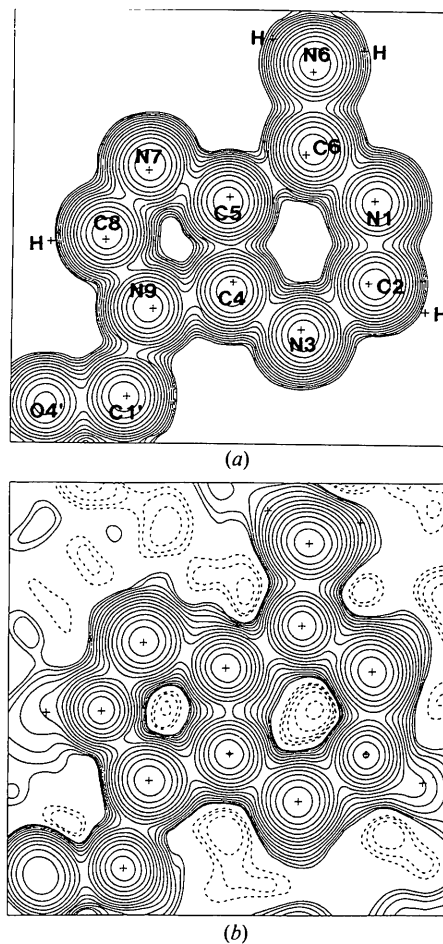 H N6 H
N7 C6
C5 N1
H C8
N9 C4 C2
H
N3
O4' C1'
(a)
(b)